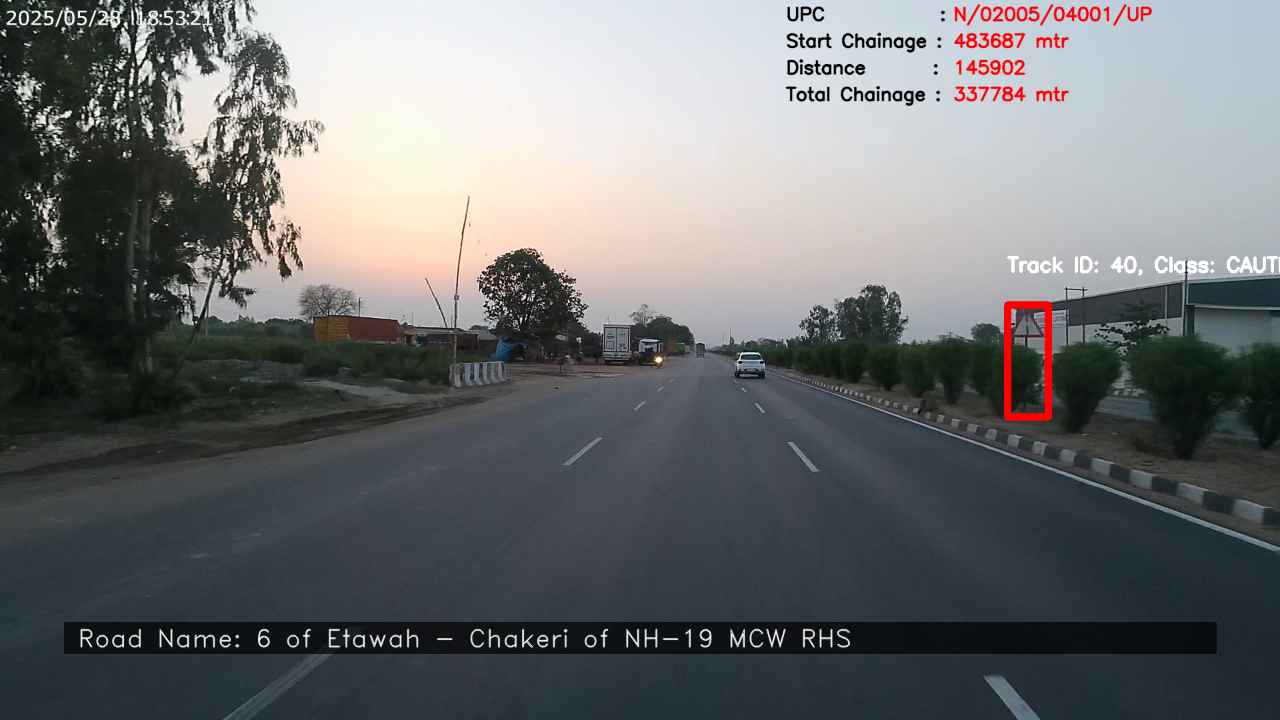 2025/05/28, 18:53:21
UPC : N/02005/04001/UP
Start Chainage : 483687 mtr
Distance : 145902
Total Chainage : 337784 mtr
Track ID: 40, Class: CAUTI
Road Name: 6 of Etawah - Chakeri of NH-19 MCW RHS